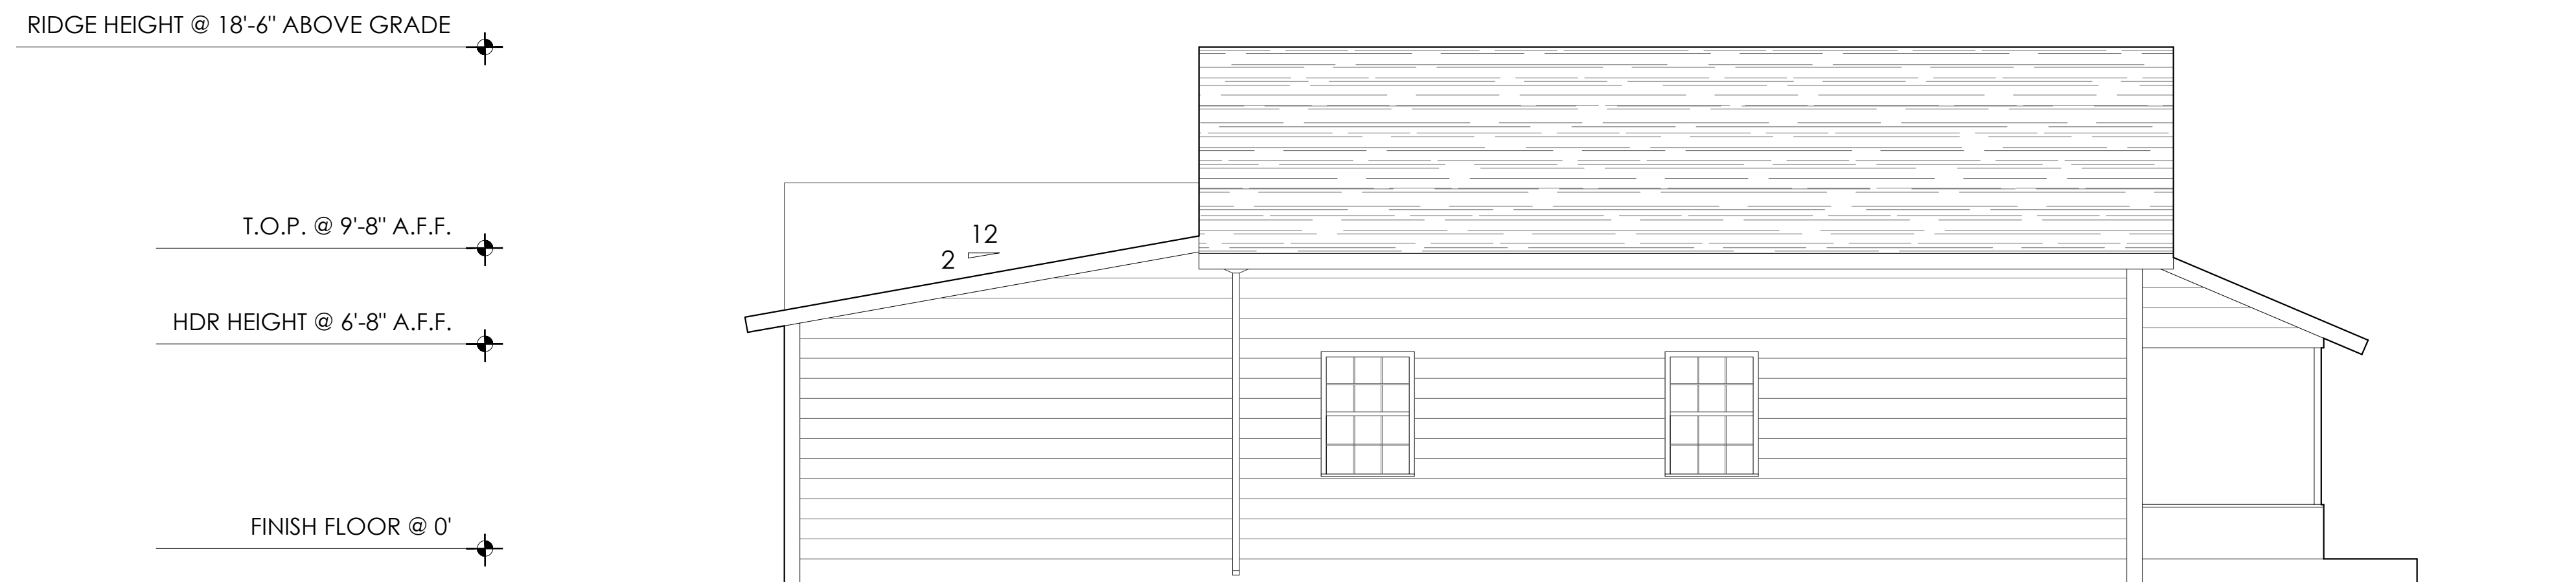 RIDGE HEIGHT @ 18'-6" ABOVE GRADE
T.O.P. @ 9'-8" A.F.F.
12
2
HDR HEIGHT @ 6'-8" A.F.F.
FINISH FLOOR @ 0'